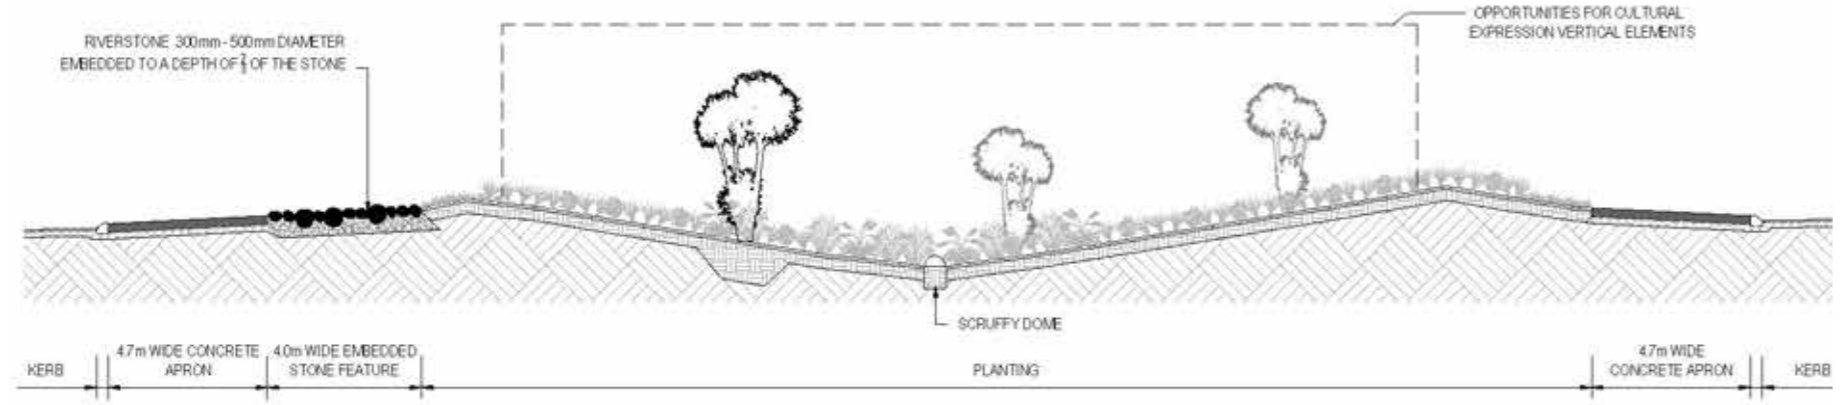 OPPORTUNITIES FOR CULTURAL
EXPRESSION VERTICAL ELEMENTS
RIVERSTONE 300mm - 500mm DIAMETER
EMBEDDED TO A DEPTH OF 2/3 OF THE STONE
SCRUFFY DOME
KERB
4.7m WIDE CONCRETE
APRON
4.0m WIDE EMBEDDED
STONE FEATURE
PLANTING
4.7m WIDE
CONCRETE APRON
KERB